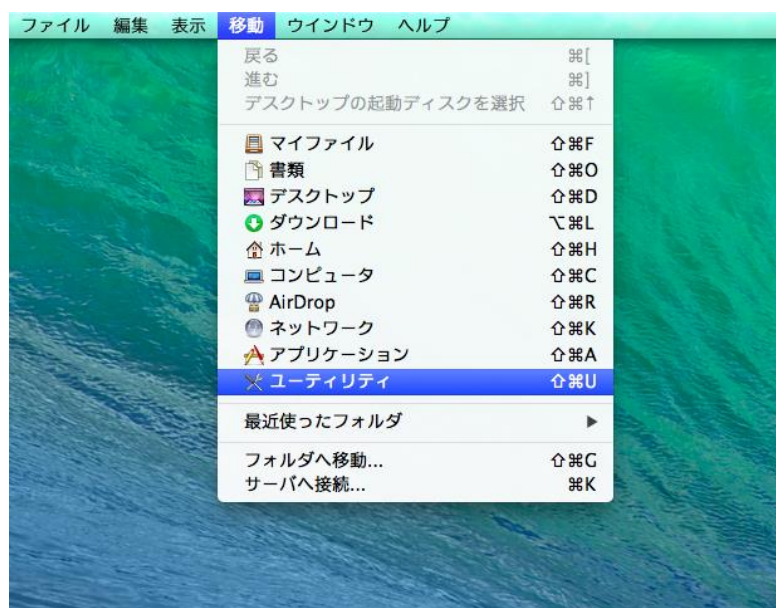 ファイル 編集 表示 移動 ウインドウ ヘルプ
戻る ⌘[
進む ⌘]
デスクトップの起動ディスクを選択 ⇧⌘↑
マイファイル ⇧⌘F
書類 ⇧⌘O
デスクトップ ⇧⌘D
ダウンロード ⌥⌘L
ホーム ⇧⌘H
コンピュータ ⇧⌘C
AirDrop ⇧⌘R
ネットワーク ⇧⌘K
アプリケーション ⇧⌘A
ユーティリティ ⇧⌘U
最近使ったフォルダ ▶
フォルダへ移動... ⇧⌘G
サーバへ接続... ⌘K